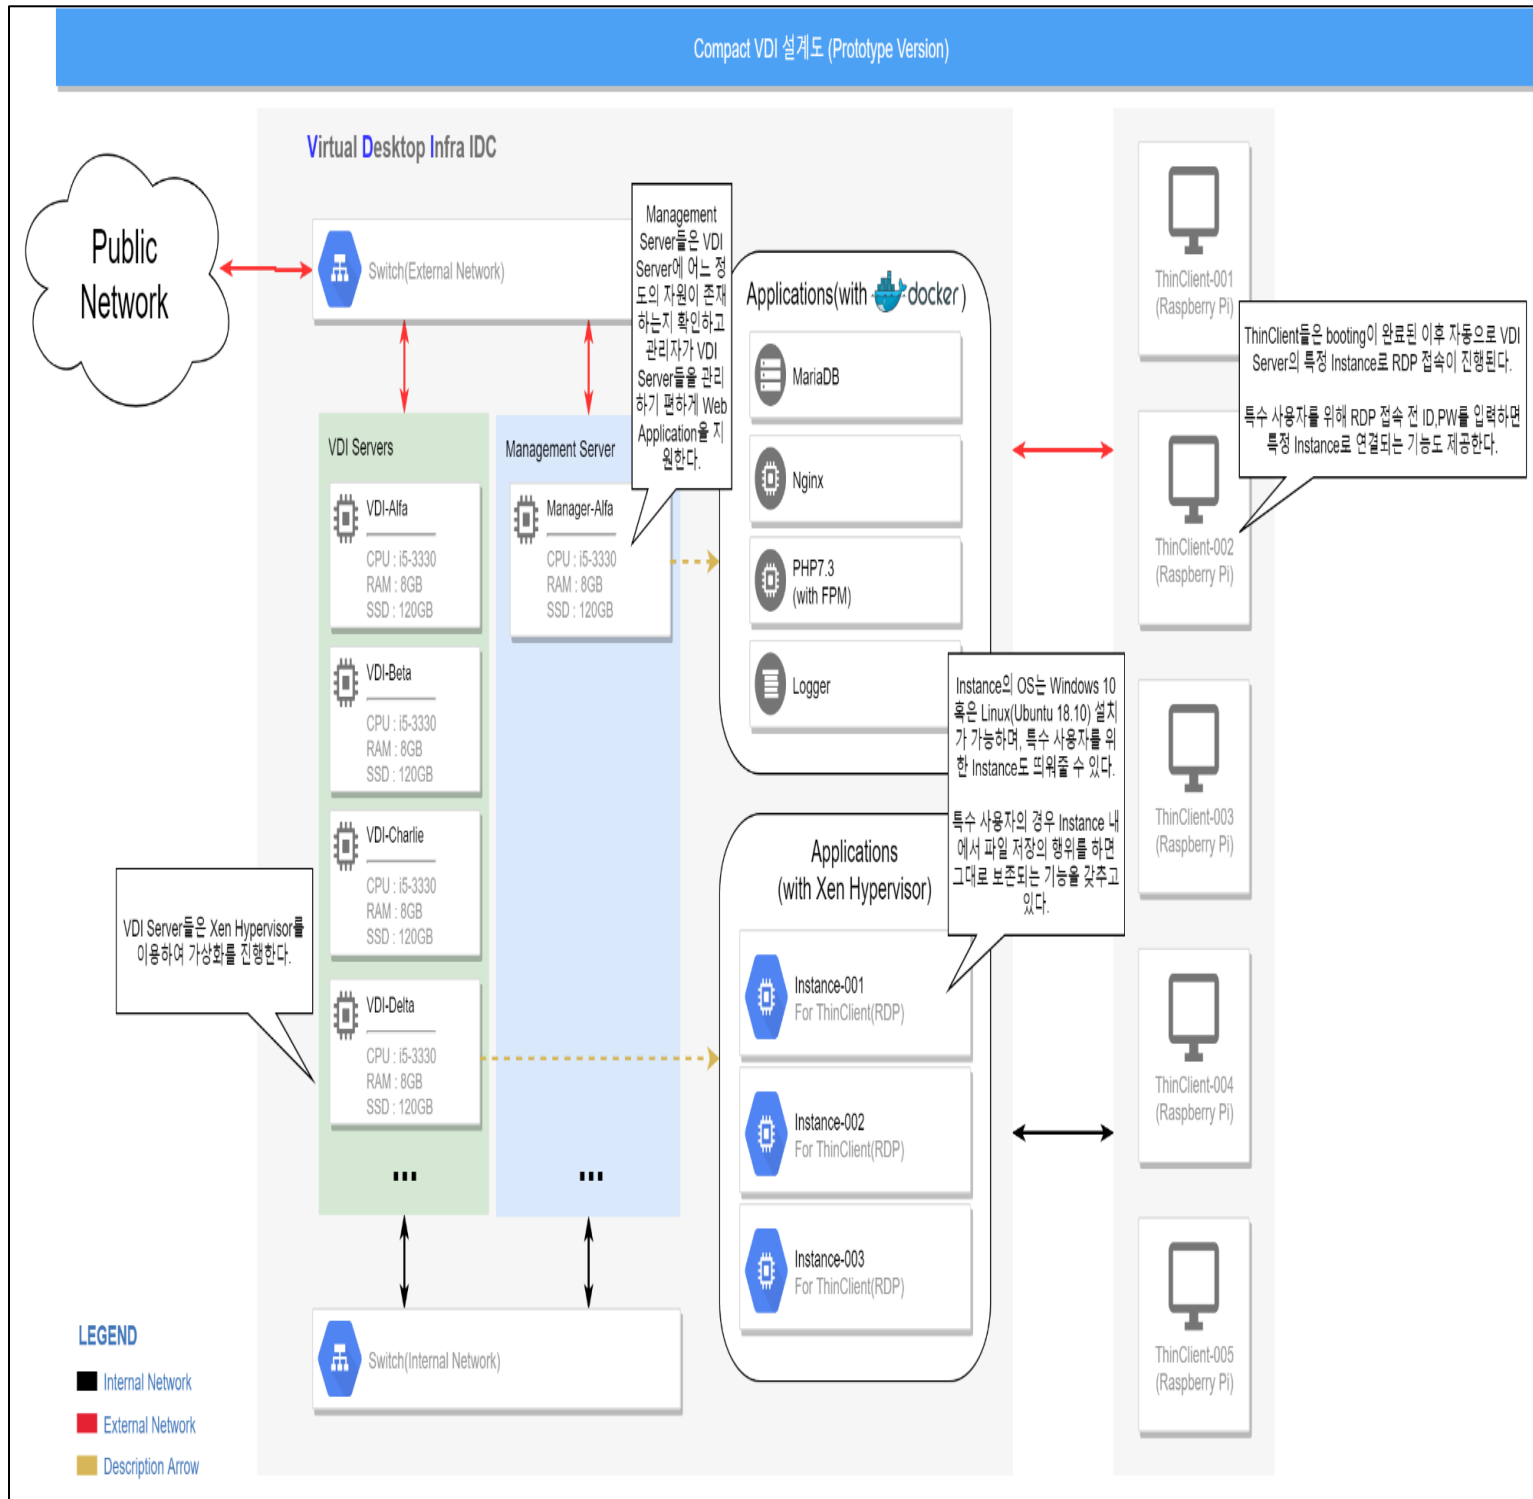 Compact VDI 설계도 (Prototype Version)
Virtual Desktop Infra IDC
Public
Network
Switch(External Network)
Management
Server들은 VDI
Server에 어느 정
도의 자원이 존재
하는지 확인하고
관리자가 VDI
Server들을 관리
하기 편하게 Web
Application을 지
원한다.
VDI Servers
VDI-Alfa
CPU : i5-3330
RAM : 8GB
SSD : 120GB
VDI-Beta
CPU : i5-3330
RAM : 8GB
SSD : 120GB
VDI-Charlie
CPU : i5-3330
RAM : 8GB
SSD : 120GB
VDI-Delta
CPU : i5-3330
RAM : 8GB
SSD : 120GB
...
Management Server
Manager-Alfa
CPU : i5-3330
RAM : 8GB
SSD : 120GB
...
VDI Server들은 Xen Hypervisor를
이용하여 가상화를 진행한다.
Switch(Internal Network)
Applications(with docker)
MariaDB
Nginx
PHP7.3
(with FPM)
Logger
Instance의 OS는 Windows 10
혹은 Linux(Ubuntu 18.10) 설치
가 가능하며, 특수 사용자를 위
한 Instance도 띄워줄 수 있다.
특수 사용자의 경우 Instance 내
에서 파일 저장의 행위를 하면
그대로 보존되는 기능을 갖추고
있다.
Applications
(with Xen Hypervisor)
Instance-001
For ThinClient(RDP)
Instance-002
For ThinClient(RDP)
Instance-003
For ThinClient(RDP)
ThinClient-001
(Raspberry Pi)
ThinClient들은 booting이 완료된 이후 자동으로 VDI
Server의 특정 Instance로 RDP 접속이 진행된다.
특수 사용자를 위해 RDP 접속 전 ID,PW를 입력하면
특정 Instance로 연결되는 기능도 제공한다.
ThinClient-002
(Raspberry Pi)
ThinClient-003
(Raspberry Pi)
ThinClient-004
(Raspberry Pi)
ThinClient-005
(Raspberry Pi)
LEGEND
Internal Network
External Network
Description Arrow